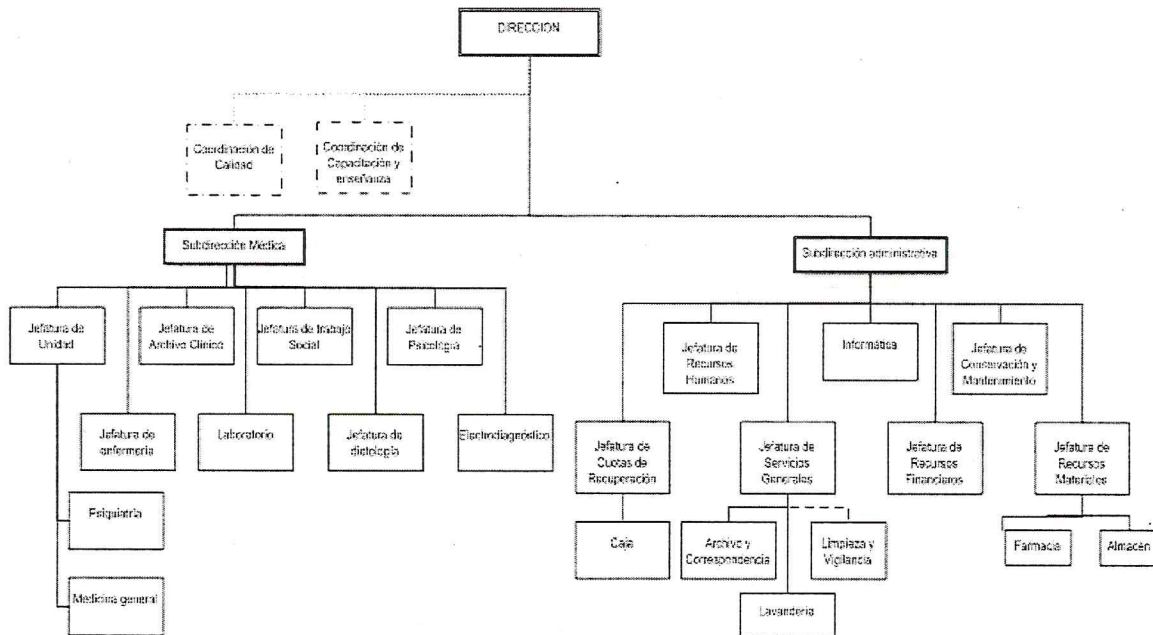 DIRECCION
Coordinación de
Calidad
Coordinación de
Capacitación y
enseñanza
Subdirección Médica
Subdirección administrativa
Jefatura de
Unidad
Jefatura de
Archivo Clínico
Jefatura de trabajo
Social
Jefatura de
Psicología
Jefatura de
Recursos
Humanos
Informática
Jefatura de
Conservación y
Mantenimiento
Jefatura de
enfermería
Laboratorio
Jefatura de
dietología
Electrodiagnóstico
Jefatura de
Cuotas de
Recuperación
Jefatura de
Servicios
Generales
Jefatura de
Recursos
Financieros
Jefatura de
Recursos
Materiales
Psiquiatría
Caja
Archivo y
Correspondencia
Limpieza y
Vigilancia
Farmacia
Almacén
Medicina general
Lavandería